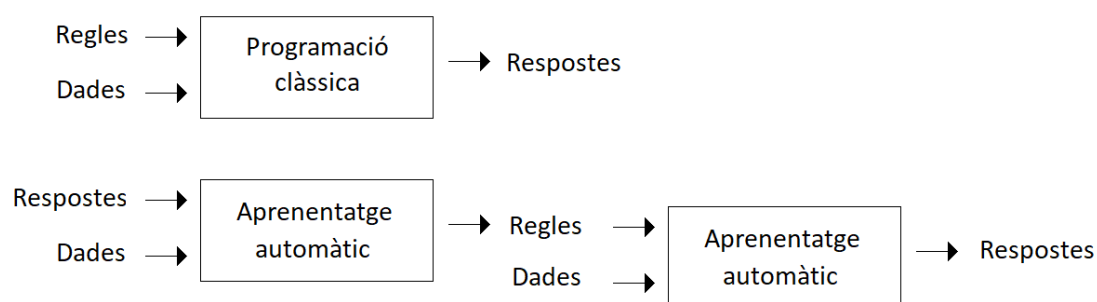 Regles
Dades
Programació
clàssica
Respostes
Respostes
Dades
Aprenentatge
automàtic
Regles
Dades
Aprenentatge
automàtic
Respostes